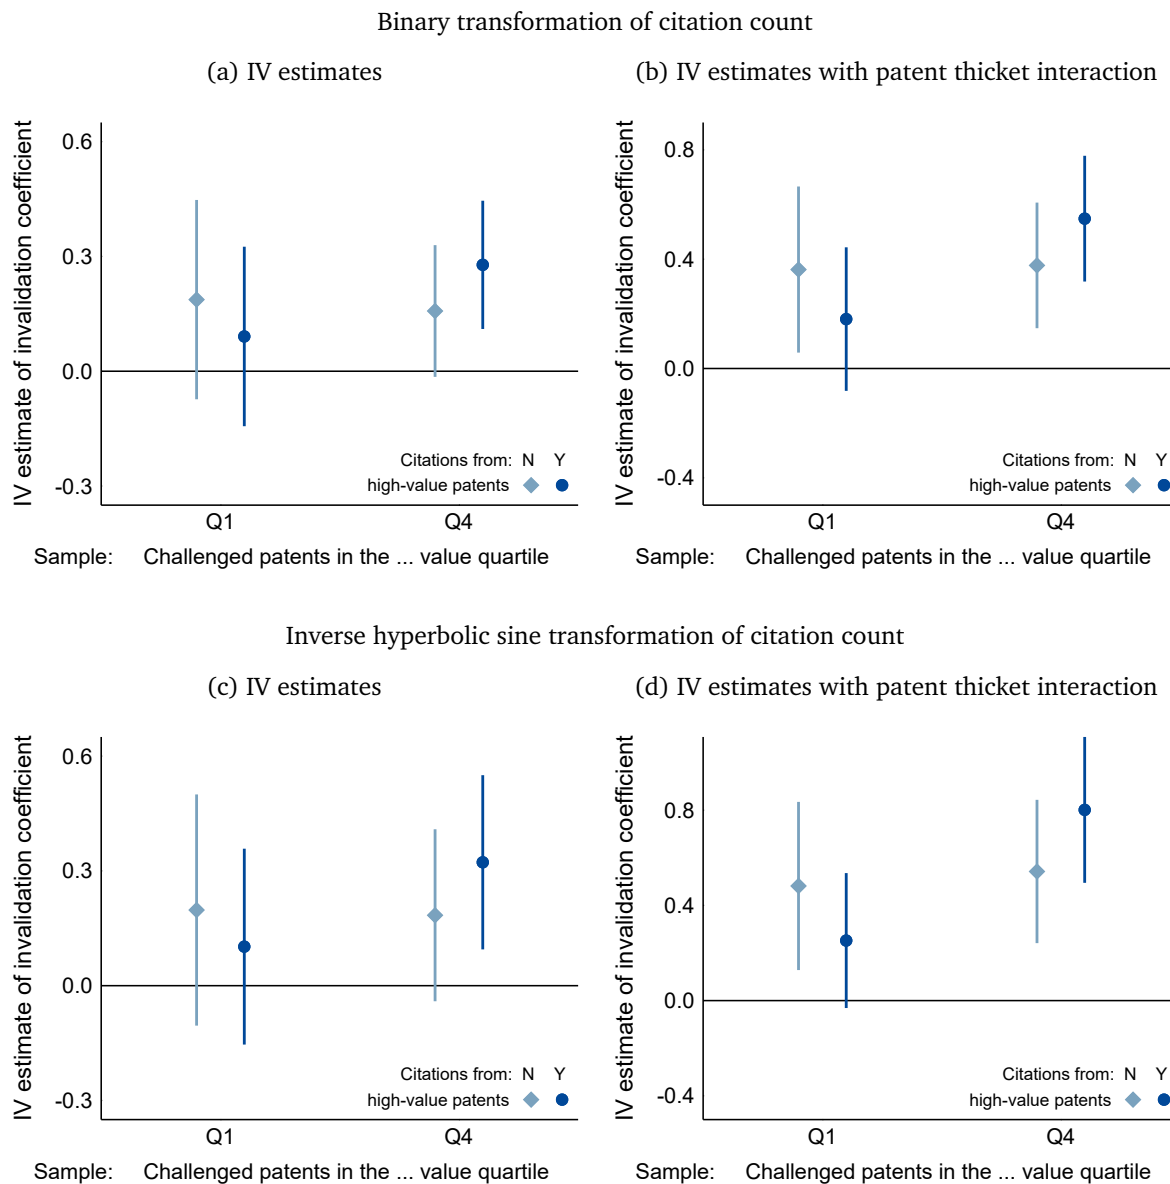 Binary transformation of citation count
(a) IV estimates
IV estimate of invalidation coefficient
0.6
0.3
0.0
-0.3
Citations from: N Y
high-value patents
Q1 Q4
Sample: Challenged patents in the ... value quartile
(b) IV estimates with patent thicket interaction
IV estimate of invalidation coefficient
0.8
0.4
0.0
-0.4
Citations from: N Y
high-value patents
Q1 Q4
Sample: Challenged patents in the ... value quartile
Inverse hyperbolic sine transformation of citation count
(c) IV estimates
IV estimate of invalidation coefficient
0.6
0.3
0.0
-0.3
Citations from: N Y
high-value patents
Q1 Q4
Sample: Challenged patents in the ... value quartile
(d) IV estimates with patent thicket interaction
IV estimate of invalidation coefficient
0.8
0.4
0.0
-0.4
Citations from: N Y
high-value patents
Q1 Q4
Sample: Challenged patents in the ... value quartile